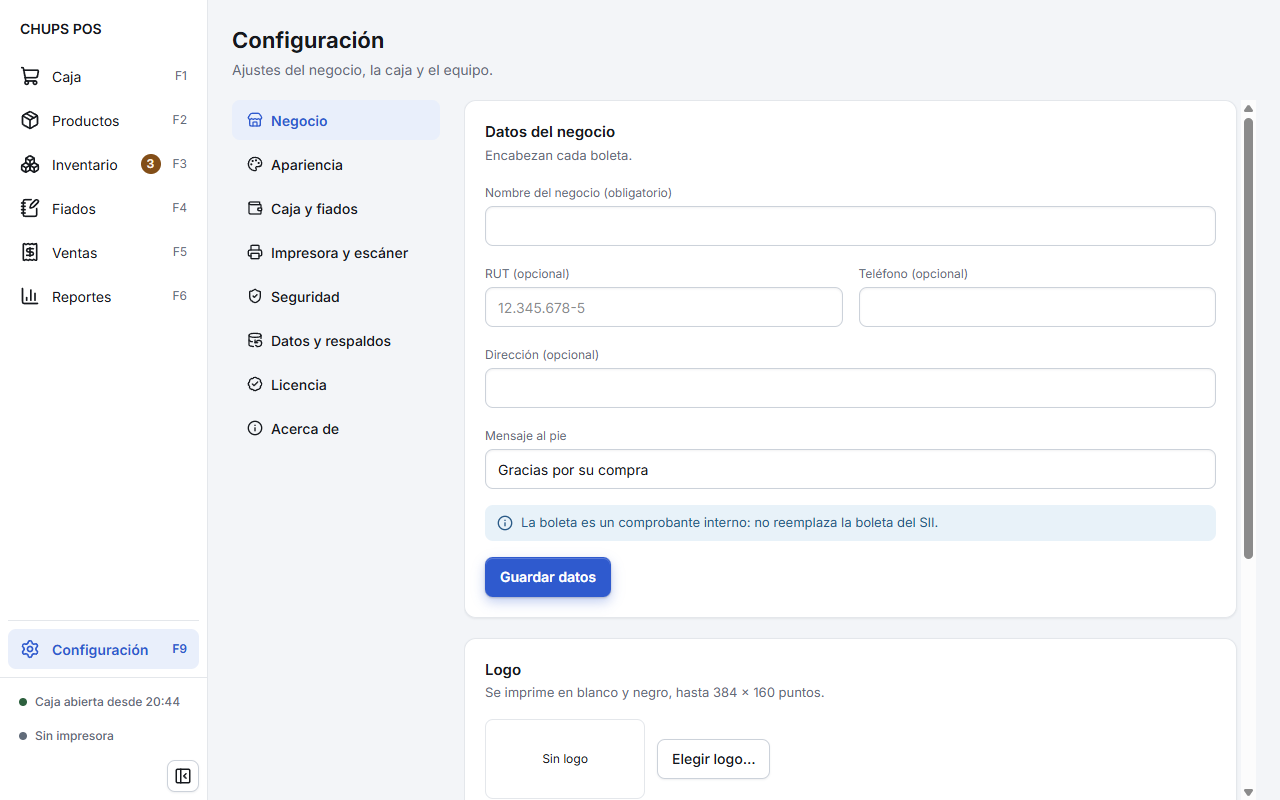 CHUPS POS
Caja F1
Productos F2
Inventario 3 F3
Fiados F4
Ventas F5
Reportes F6
Configuración F9
Caja abierta desde 20:44
Sin impresora
Configuración
Ajustes del negocio, la caja y el equipo.
Negocio
Apariencia
Caja y fiados
Impresora y escáner
Seguridad
Datos y respaldos
Licencia
Acerca de
Datos del negocio
Encabezan cada boleta.
Nombre del negocio (obligatorio)
RUT (opcional) Teléfono (opcional)
12.345.678-5
Dirección (opcional)
Mensaje al pie
Gracias por su compra
La boleta es un comprobante interno: no reemplaza la boleta del SII.
Guardar datos
Logo
Se imprime en blanco y negro, hasta 384 × 160 puntos.
Sin logo Elegir logo...